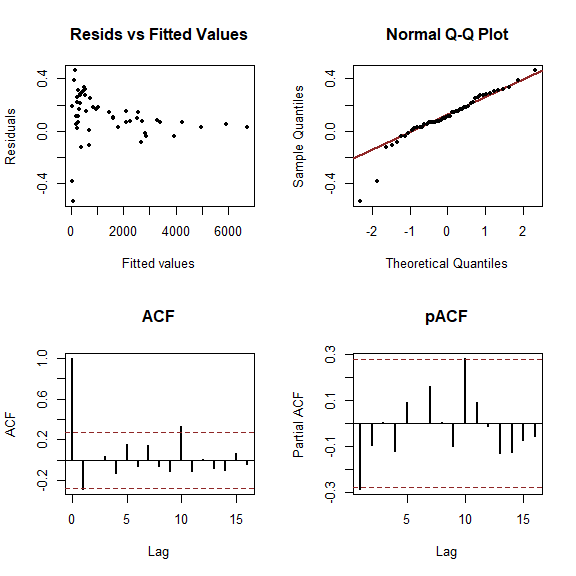 Resids vs Fitted Values
Residuals
0.4
0.0
-0.4
0 2000 4000 6000
Fitted values
Normal Q-Q Plot
Sample Quantiles
0.4
0.0
-0.4
-2 -1 0 1 2
Theoretical Quantiles
ACF
ACF
1.0
0.6
0.2
-0.2
0 5 10 15
Lag
pACF
Partial ACF
0.3
0.1
-0.1
-0.3
5 10 15
Lag